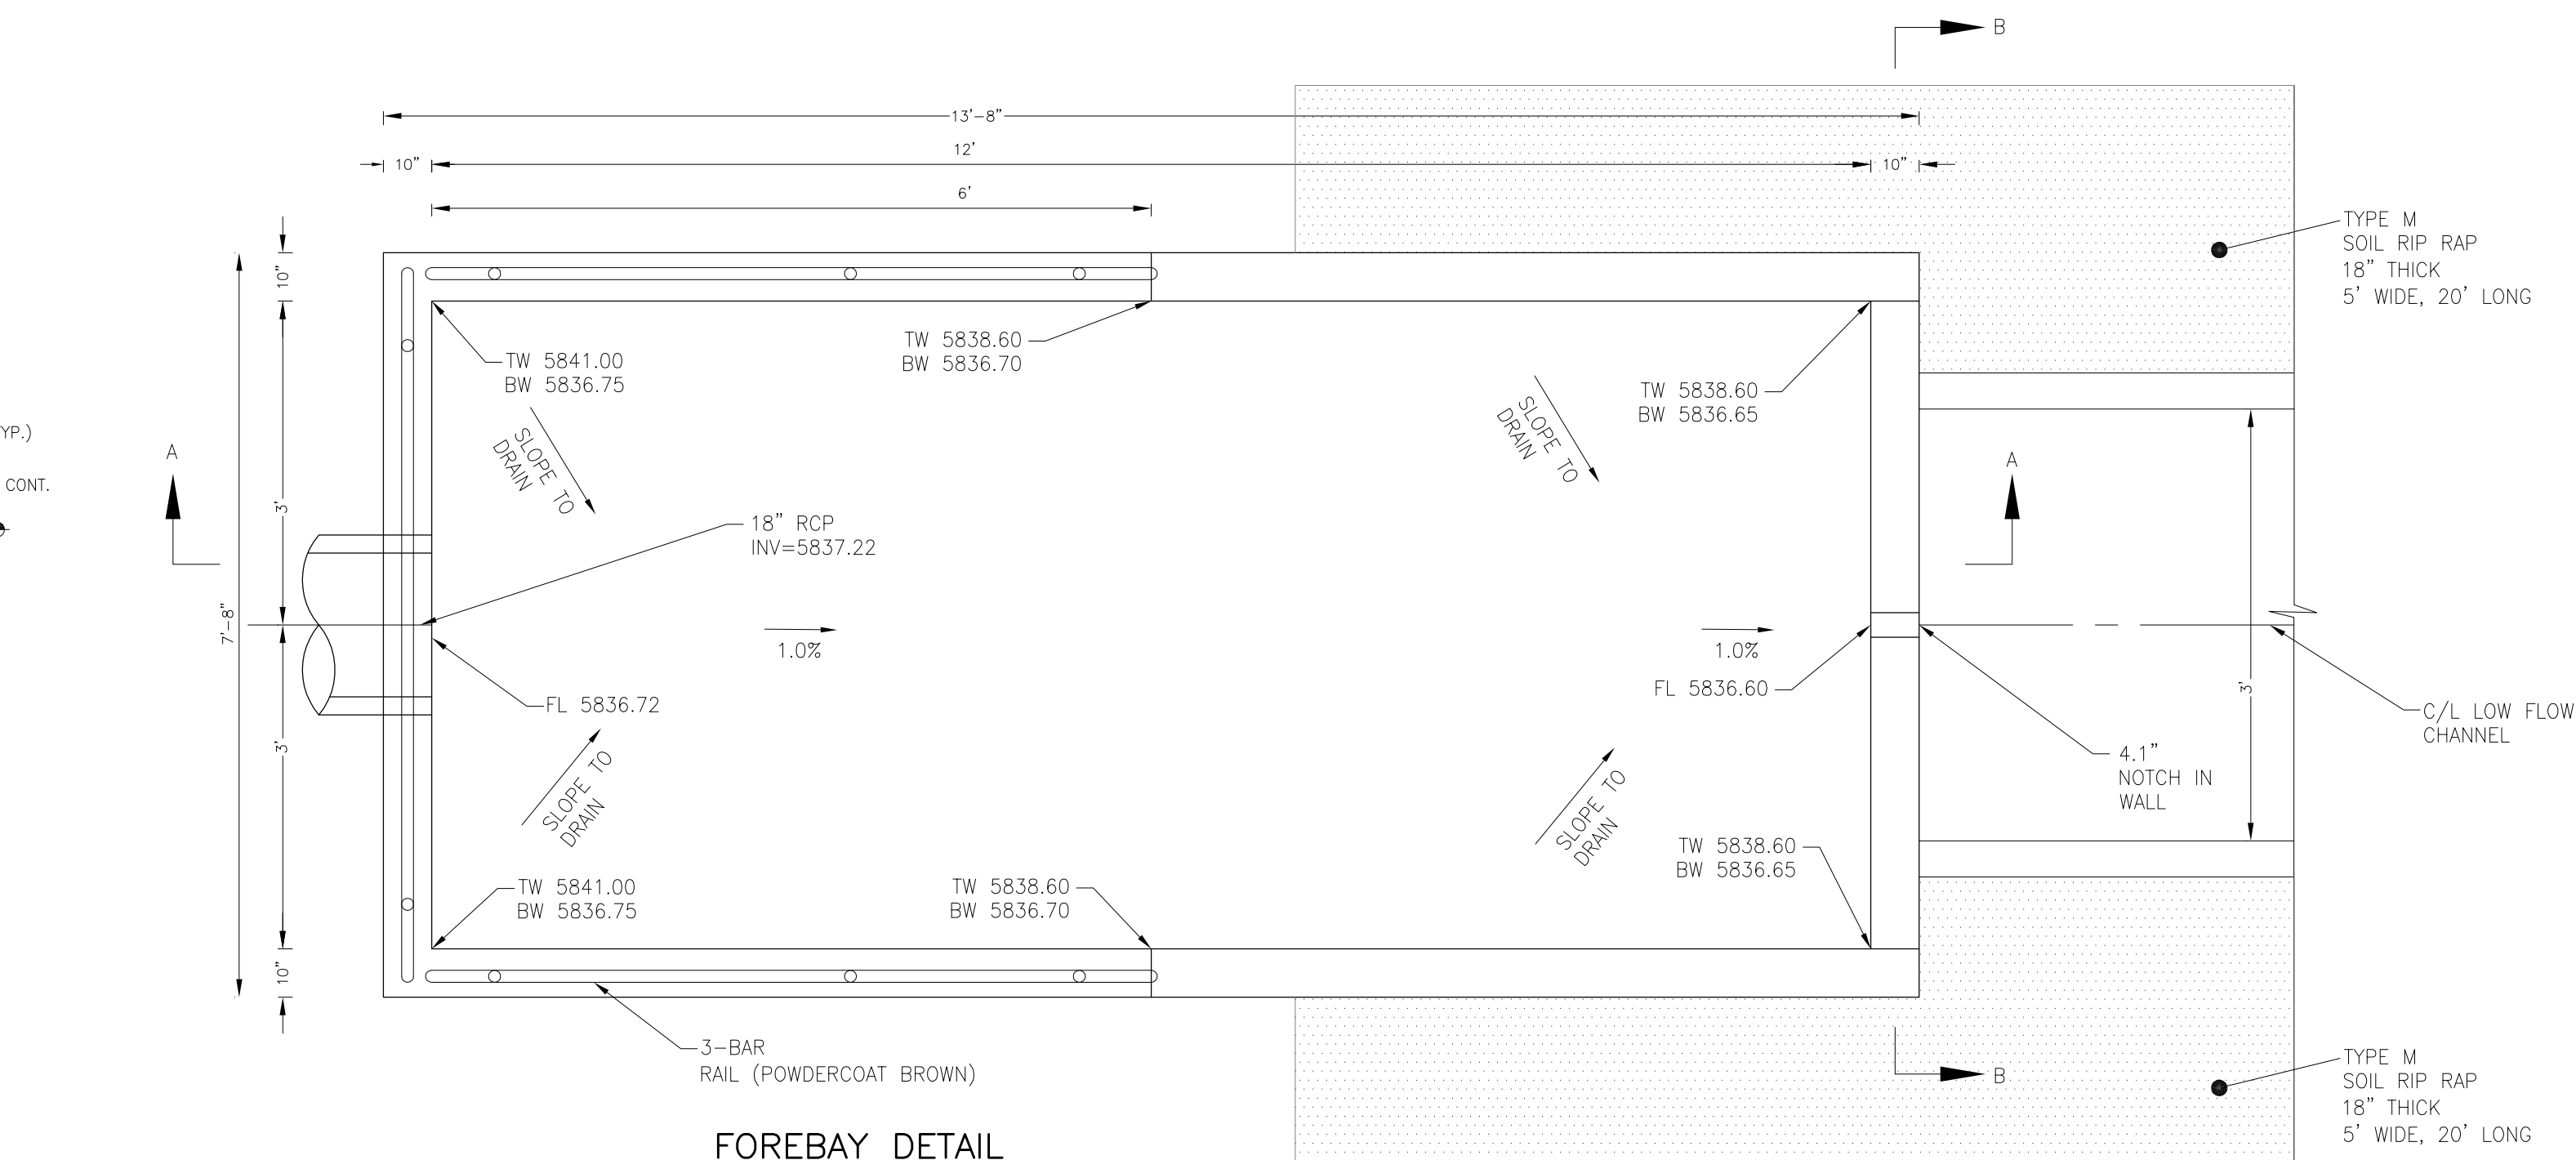 B
13'-8"
12'
10"
10"
6'
TYPE M
SOIL RIP RAP
18" THICK
5' WIDE, 20' LONG
10"
TW 5838.60
BW 5836.70
TW 5841.00
BW 5836.75
TW 5838.60
BW 5836.65
SLOPE TO
DRAIN
SLOPE TO
DRAIN
YP.)
CONT.
A
A
3'
18" RCP
INV=5837.22
7'-8"
1.0%
1.0%
FL 5836.60
FL 5836.72
3'
3'
C/L LOW FLOW
CHANNEL
4.1"
NOTCH IN
WALL
SLOPE TO
DRAIN
SLOPE TO
DRAIN
TW 5838.60
BW 5836.65
TW 5841.00
BW 5836.75
TW 5838.60
BW 5836.70
10"
3-BAR
RAIL (POWDERCOAT BROWN)
B
TYPE M
SOIL RIP RAP
18" THICK
5' WIDE, 20' LONG
FOREBAY DETAIL